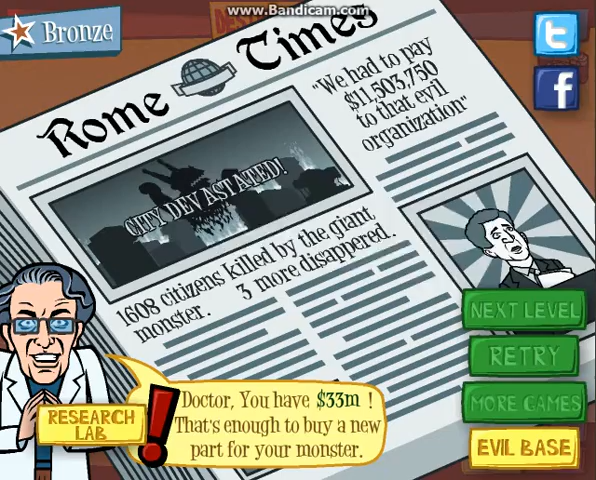 www.Bandicam.com
Bronze
Rome Times
"We had to pay
$11,503,750
to that evil
organization"
CITY DEVASTATED!
1608 citizens killed by the giant
monster. 3 more disappered.
NEXT LEVEL
RETRY
MORE GAMES
EVIL BASE
RESEARCH
LAB
Doctor, You have $33m !
That's enough to buy a new
part for your monster.